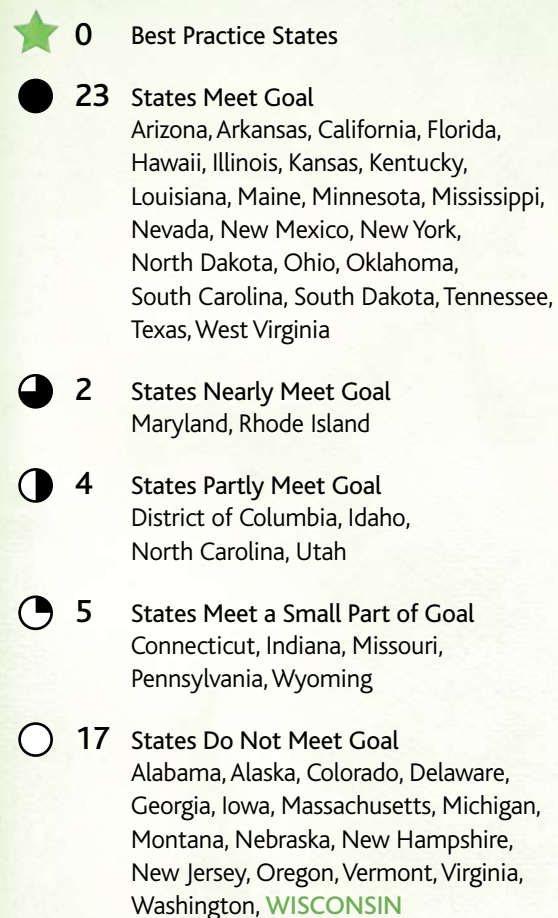 0 Best Practice States
23 States Meet Goal
Arizona, Arkansas, California, Florida,
Hawaii, Illinois, Kansas, Kentucky,
Louisiana, Maine, Minnesota, Mississippi,
Nevada, New Mexico, New York,
North Dakota, Ohio, Oklahoma,
South Carolina, South Dakota, Tennessee,
Texas, West Virginia
2 States Nearly Meet Goal
Maryland, Rhode Island
4 States Partly Meet Goal
District of Columbia, Idaho,
North Carolina, Utah
5 States Meet a Small Part of Goal
Connecticut, Indiana, Missouri,
Pennsylvania, Wyoming
17 States Do Not Meet Goal
Alabama, Alaska, Colorado, Delaware,
Georgia, Iowa, Massachusetts, Michigan,
Montana, Nebraska, New Hampshire,
New Jersey, Oregon, Vermont, Virginia,
Washington, WISCONSIN